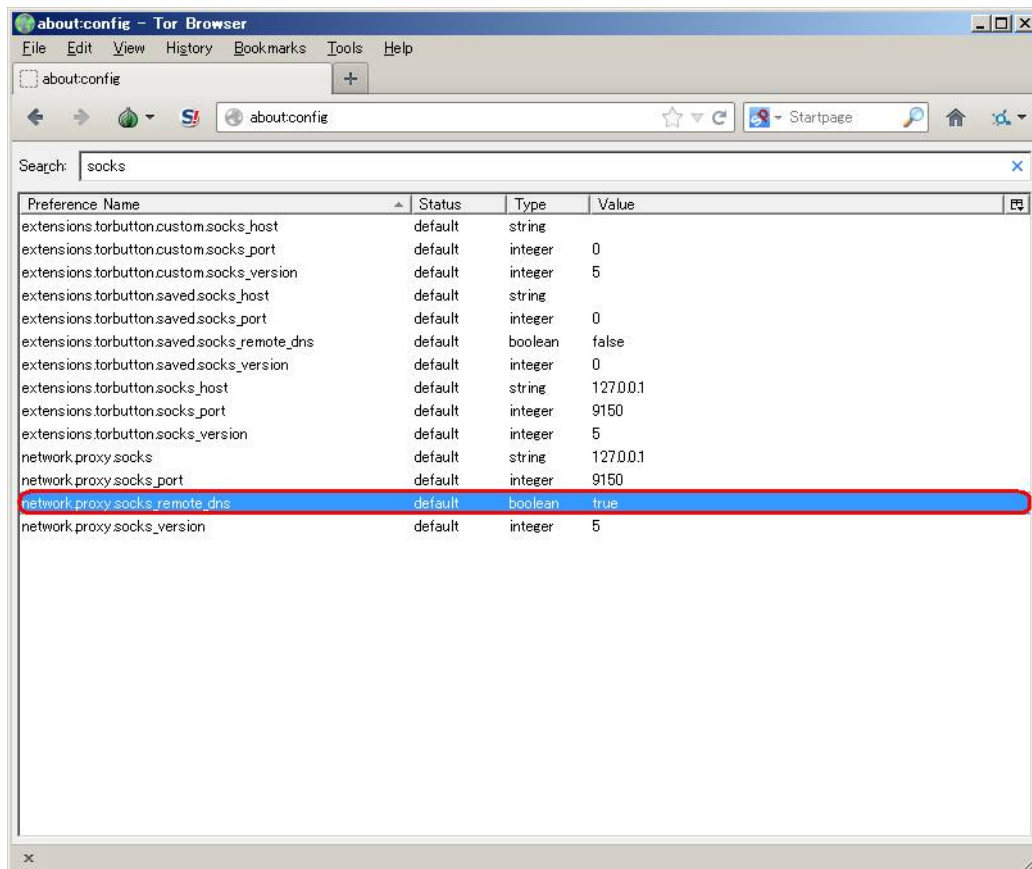 about:config - Tor Browser
File Edit View History Bookmarks Tools Help
about:config +
S! about:config Startpage
Search: socks
Preference Name Status Type Value
extensions.torbutton.custom.socks_host default string
extensions.torbutton.custom.socks_port default integer 0
extensions.torbutton.custom.socks_version default integer 5
extensions.torbutton.saved.socks_host default string
extensions.torbutton.saved.socks_port default integer 0
extensions.torbutton.saved.socks_remote_dns default boolean false
extensions.torbutton.saved.socks_version default integer 0
extensions.torbutton.socks_host default string 127.0.0.1
extensions.torbutton.socks_port default integer 9150
extensions.torbutton.socks_version default integer 5
network.proxy.socks default string 127.0.0.1
network.proxy.socks_port default integer 9150
network.proxy.socks_remote_dns default boolean true
network.proxy.socks_version default integer 5